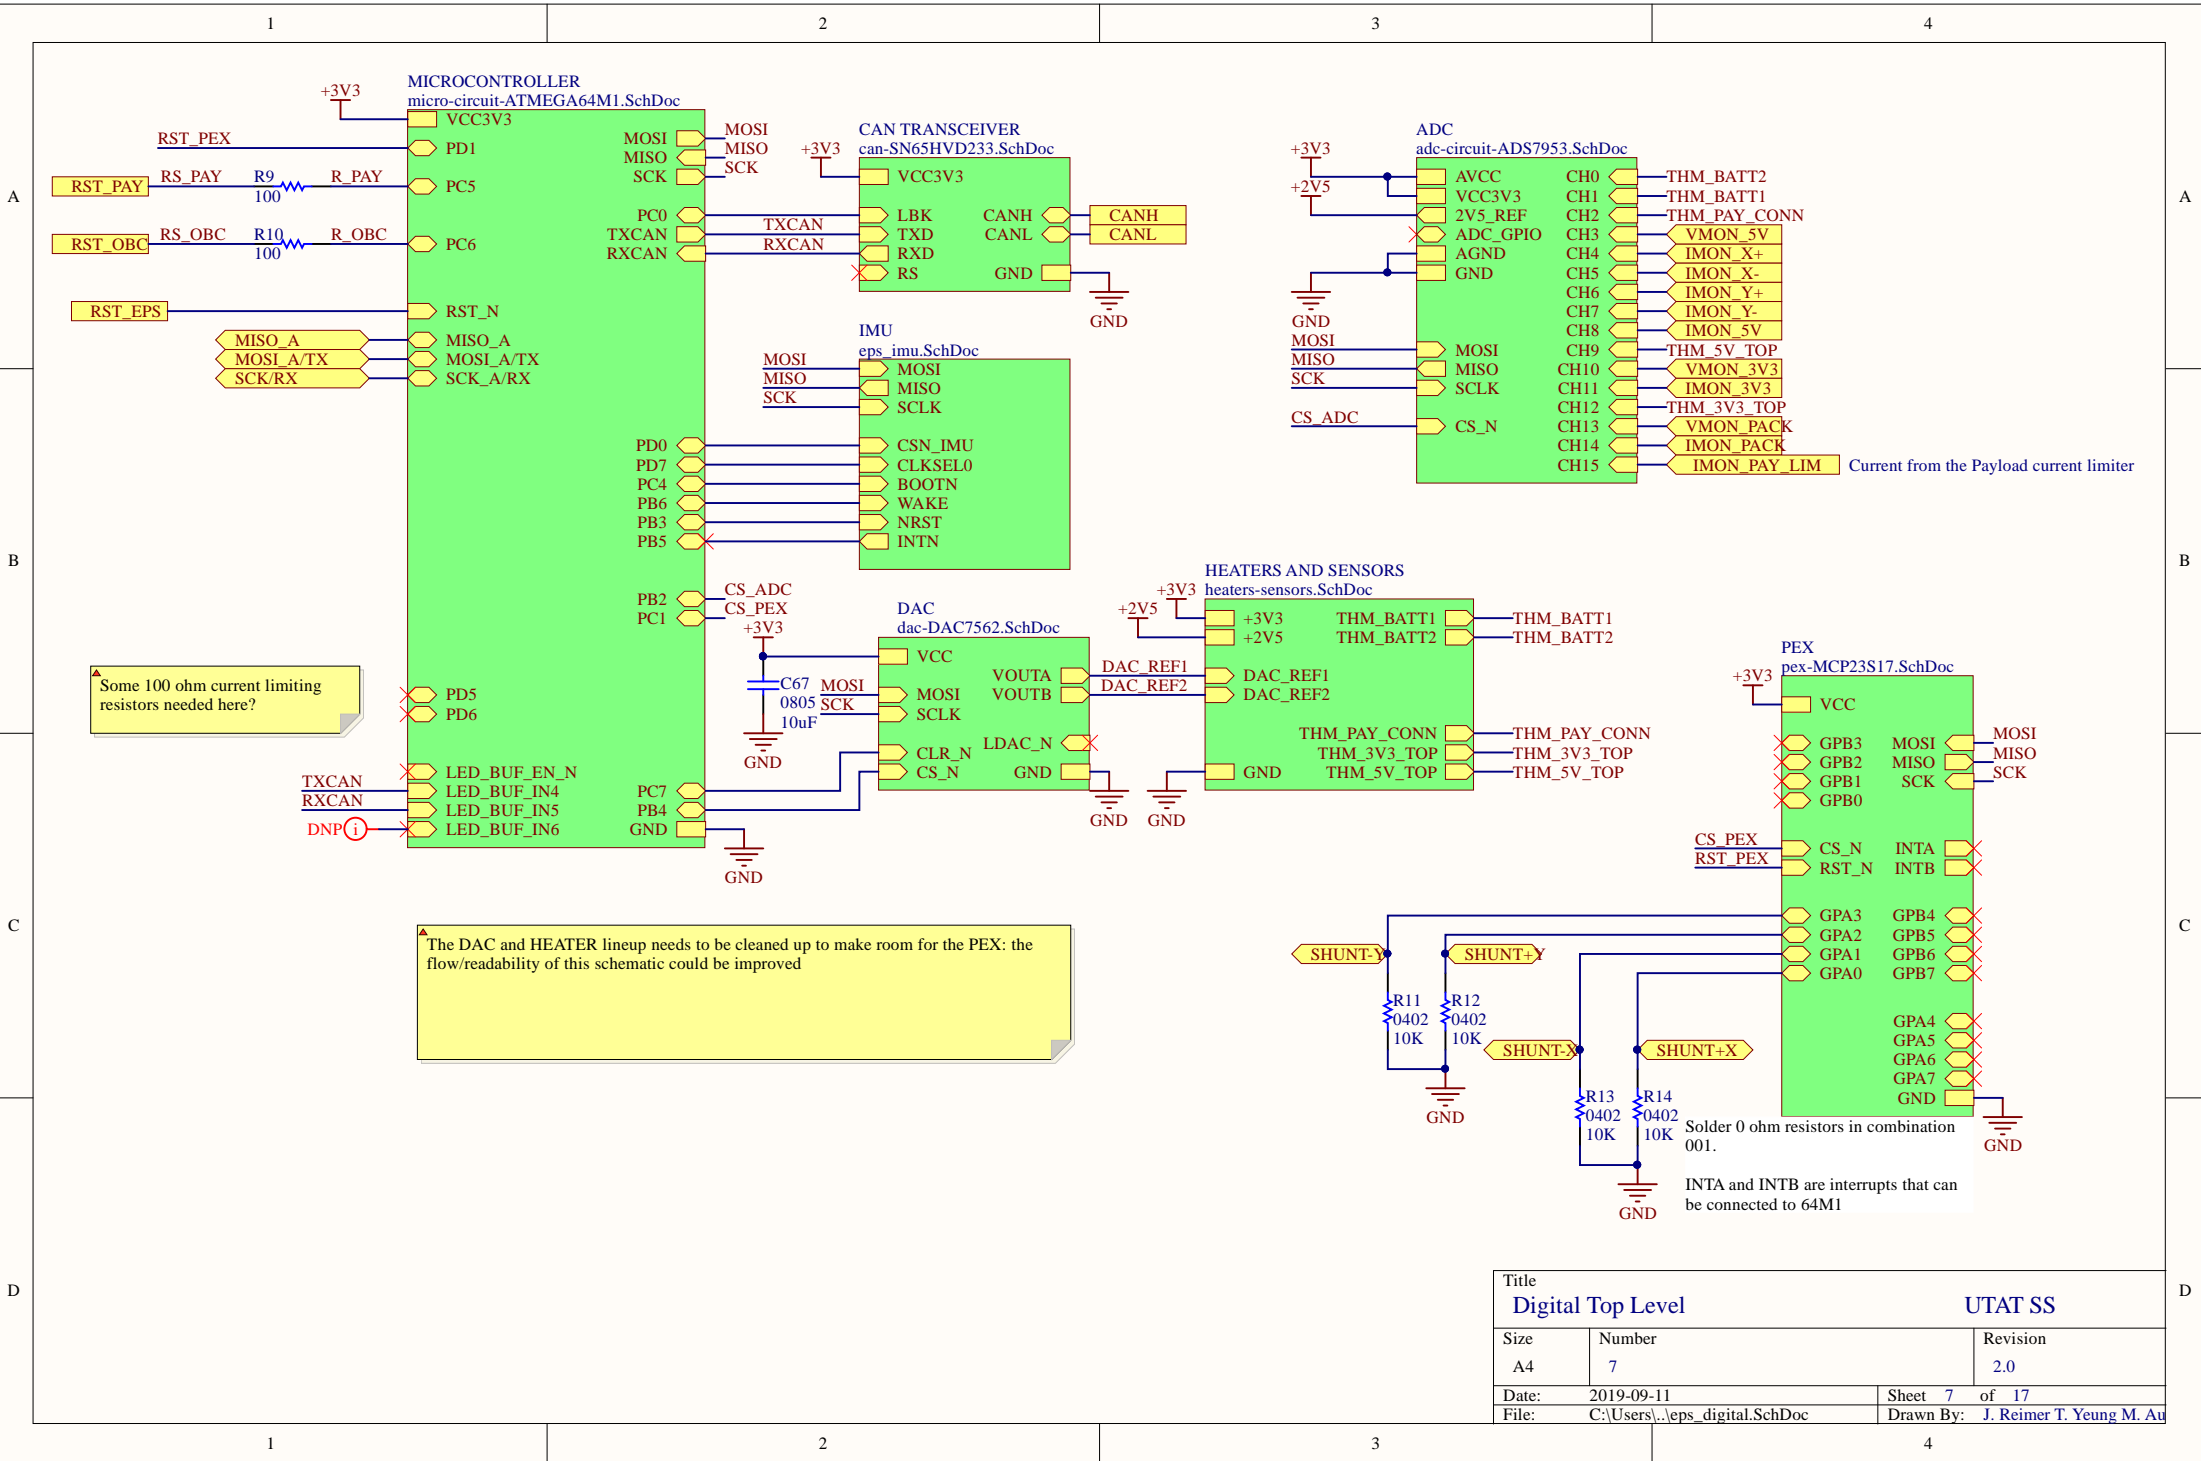 1 2 3 4
A
B
C
D
MICROCONTROLLER
micro-circuit-ATMEGA64M1.SchDoc
+3V3
VCC3V3
RST_PEX
PD1
RST_PAY RS_PAY R9 R_PAY
100
PC5
RST_OBC RS_OBC R10 R_OBC
100
PC6
RST_EPS
RST_N
MISO_A MISO_A
MOSI_A/TX MOSI_A/TX
SCK/RX SCK_A/RX
PD5
PD6
LED_BUF_EN_N
TXCAN LED_BUF_IN4
RXCAN LED_BUF_IN5
DNP i LED_BUF_IN6
MOSI MOSI
MISO MISO
SCK SCK
PC0
TXCAN TXCAN
RXCAN RXCAN
PD0
PD7
PC4
PB6
PB3
PB5
PB2 CS_ADC
PC1 CS_PEX
PC7
PB4
GND
GND
Some 100 ohm current limiting
resistors needed here?
CAN TRANSCEIVER
can-SN65HVD233.SchDoc
+3V3
VCC3V3
LBK CANH CANH
TXD CANL CANL
RXD
RS GND
GND
IMU
eps_imu.SchDoc
MOSI MOSI
MISO MISO
SCK SCLK
CSN_IMU
CLKSEL0
BOOTN
WAKE
NRST
INTN
DAC
dac-DAC7562.SchDoc
+3V3
VCC
C67
0805
10uF
GND
MOSI MOSI
SCK SCLK
CLR_N
CS_N
VOUTA DAC_REF1
VOUTB DAC_REF2
LDAC_N
GND
GND
HEATERS AND SENSORS
heaters-sensors.SchDoc
+3V3
+2V5
+3V3 THM_BATT1 THM_BATT1
+2V5 THM_BATT2 THM_BATT2
DAC_REF1
DAC_REF2
THM_PAY_CONN THM_PAY_CONN
THM_3V3_TOP THM_3V3_TOP
GND THM_5V_TOP THM_5V_TOP
GND
ADC
adc-circuit-ADS7953.SchDoc
+3V3
+2V5
AVCC CH0 THM_BATT2
VCC3V3 CH1 THM_BATT1
2V5_REF CH2 THM_PAY_CONN
ADC_GPIO CH3 VMON_5V
AGND CH4 IMON_X+
GND CH5 IMON_X-
CH6 IMON_Y+
CH7 IMON_Y-
GND
CH8 IMON_5V
MOSI MOSI CH9 THM_5V_TOP
MISO MISO CH10 VMON_3V3
SCK SCLK CH11 IMON_3V3
CH12 THM_3V3_TOP
CS_ADC CS_N CH13 VMON_PACK
CH14 IMON_PACK
CH15 IMON_PAY_LIM Current from the Payload current limiter
PEX
pex-MCP23S17.SchDoc
+3V3
VCC
GPB3 MOSI MOSI
GPB2 MISO MISO
GPB1 SCK SCK
GPB0
CS_PEX CS_N INTA
RST_PEX RST_N INTB
GPA3 GPB4
GPA2 GPB5
GPA1 GPB6
GPA0 GPB7
GPA4
GPA5
GPA6
GPA7
GND
GND
SHUNT-Y SHUNT+Y
R11 R12
0402 0402
10K 10K
GND
SHUNT-X SHUNT+X
R13 R14
0402 0402
10K 10K
GND
Solder 0 ohm resistors in combination
001.
INTA and INTB are interrupts that can
be connected to 64M1
The DAC and HEATER lineup needs to be cleaned up to make room for the PEX: the
flow/readability of this schematic could be improved
Title
Digital Top Level UTAT SS
Size Number Revision
A4 7 2.0
Date: 2019-09-11 Sheet 7 of 17
File: C:\Users\..\eps_digital.SchDoc Drawn By: J. Reimer T. Yeung M. Au
A
B
C
D
1 2 3 4